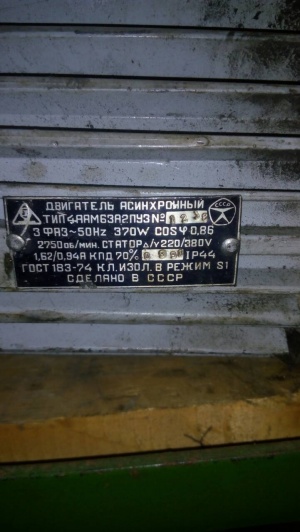 ДВИГАТЕЛЬ АСИНХРОННЫЙ
СССР
ТИП 4ААМ63А2ПУЗ №
3 ФАЗ ~ 50Hz 370W COSφ 0,86
2750 ОБ/МИН. СТАТОР Δ/Y 220/380V
1,62/0,94А КПД 70% IP44
ГОСТ 183-74 КЛ. ИЗОЛ. В РЕЖИМ S1
СДЕЛАНО В СССР